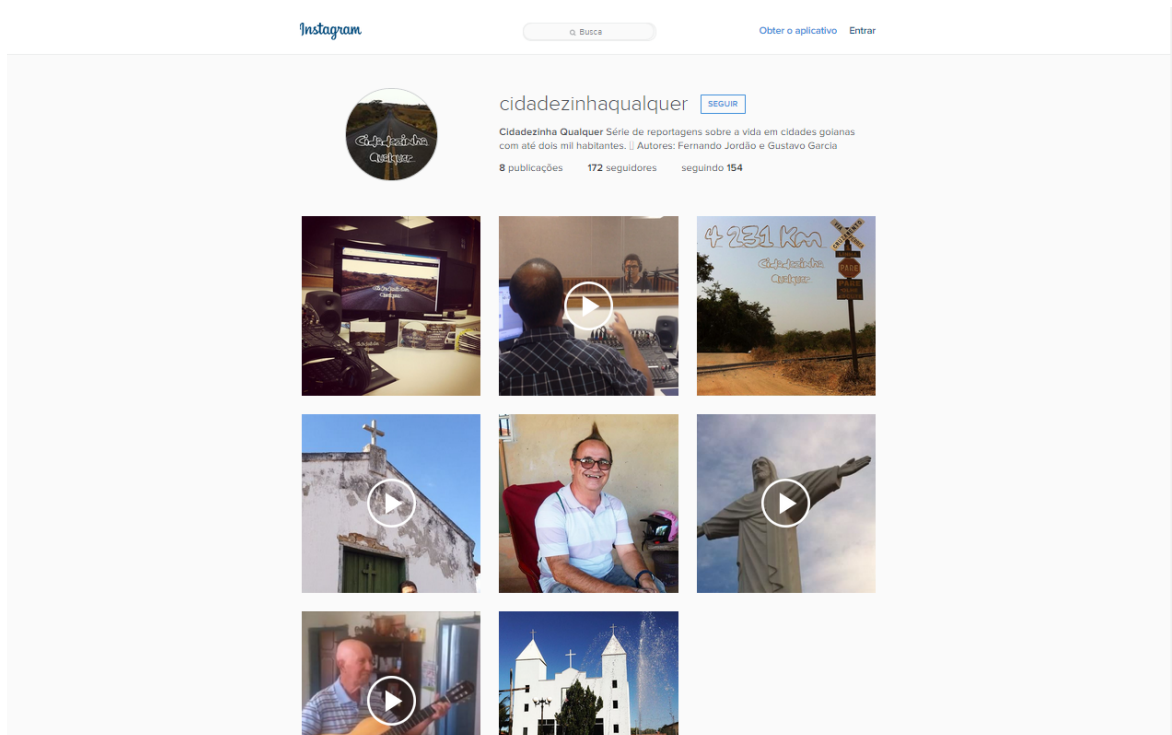 Instagram
Busca
Obter o aplicativo Entrar
cidadezinhaqualquer SEGUIR
Cidadezinha Qualquer Série de reportagens sobre a vida em cidades goianas
com até dois mil habitantes. Autores: Fernando Jordão e Gustavo Garcia
8 publicações 172 seguidores seguindo 154
Cidadezinha
Qualquer
4 231 Km
Cidadezinha
Qualquer
PARE